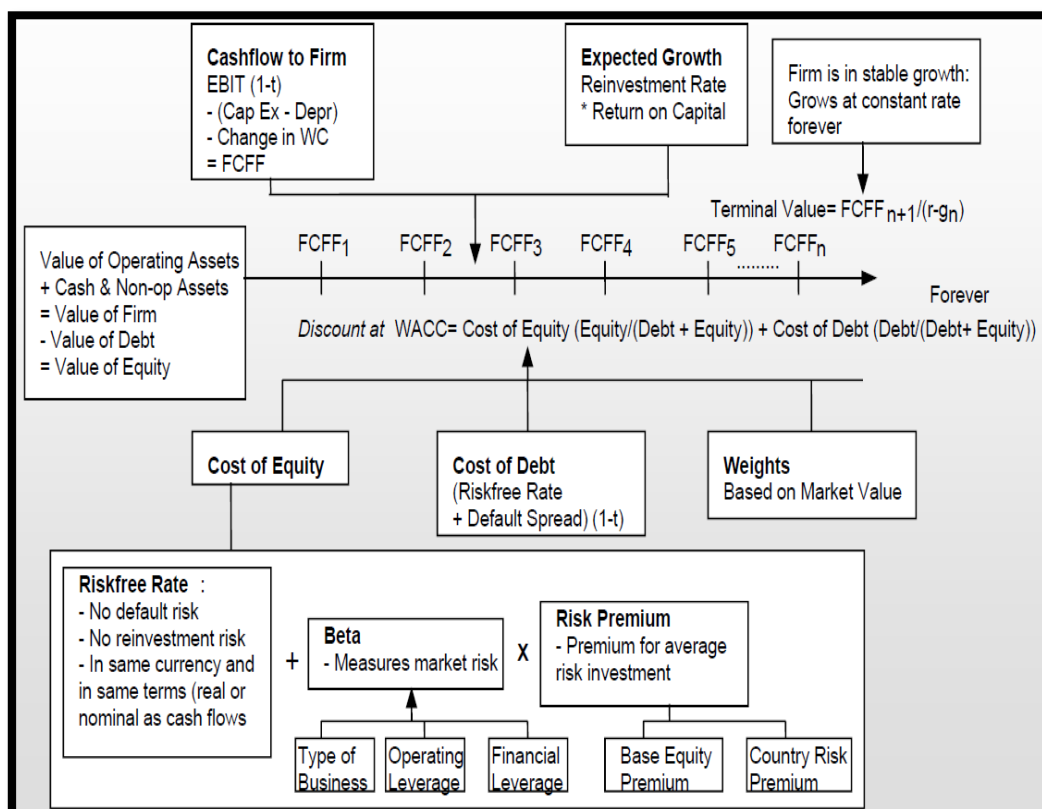 Cashflow to Firm
EBIT (1-t)
- (Cap Ex - Depr)
- Change in WC
= FCFF
Expected Growth
Reinvestment Rate
* Return on Capital
Firm is in stable growth:
Grows at constant rate
forever
Terminal Value= FCFFn+1/(r-gn)
FCFF1 FCFF2 FCFF3 FCFF4 FCFF5 FCFFn
.........
Forever
Value of Operating Assets
+ Cash & Non-op Assets
= Value of Firm
- Value of Debt
= Value of Equity
Discount at WACC= Cost of Equity (Equity/(Debt + Equity)) + Cost of Debt (Debt/(Debt+ Equity))
Cost of Equity
Cost of Debt
(Riskfree Rate
+ Default Spread) (1-t)
Weights
Based on Market Value
Riskfree Rate :
- No default risk
- No reinvestment risk
- In same currency and
in same terms (real or
nominal as cash flows
+
Beta
- Measures market risk
X
Risk Premium
- Premium for average
risk investment
Type of
Business
Operating
Leverage
Financial
Leverage
Base Equity
Premium
Country Risk
Premium